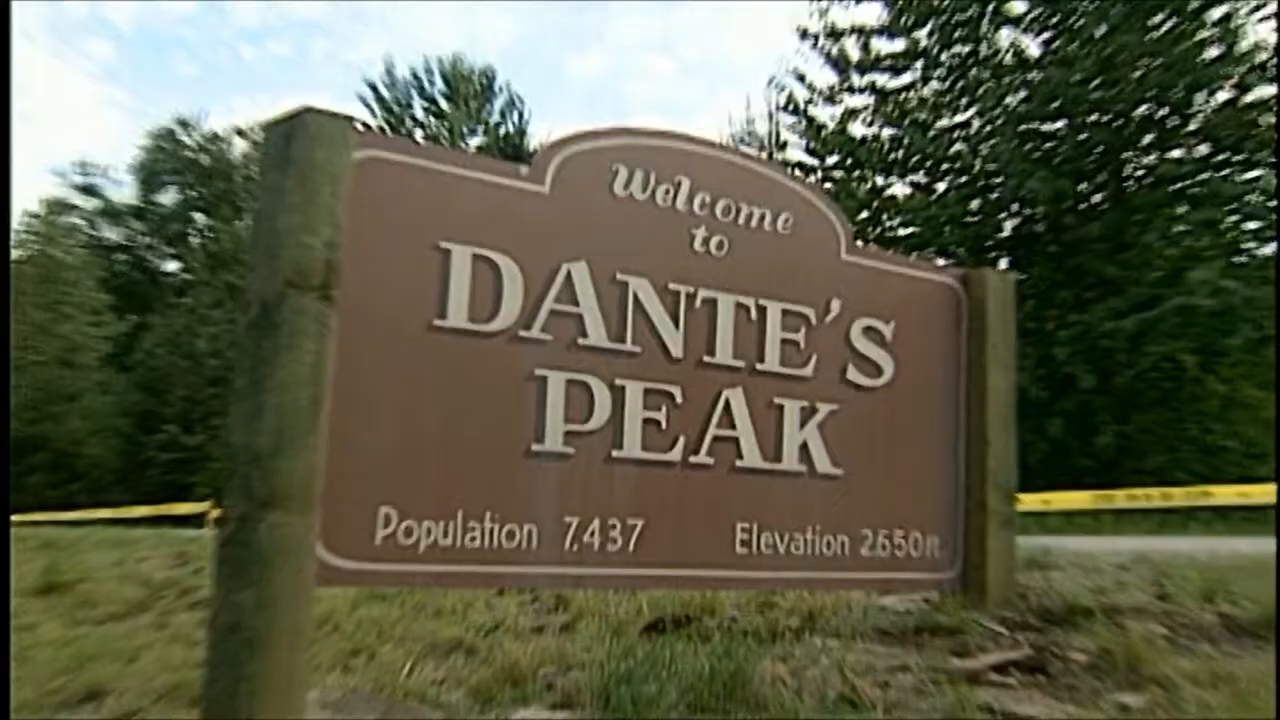 Welcome
to
DANTE'S
PEAK
Population 7,437 Elevation 2650ft